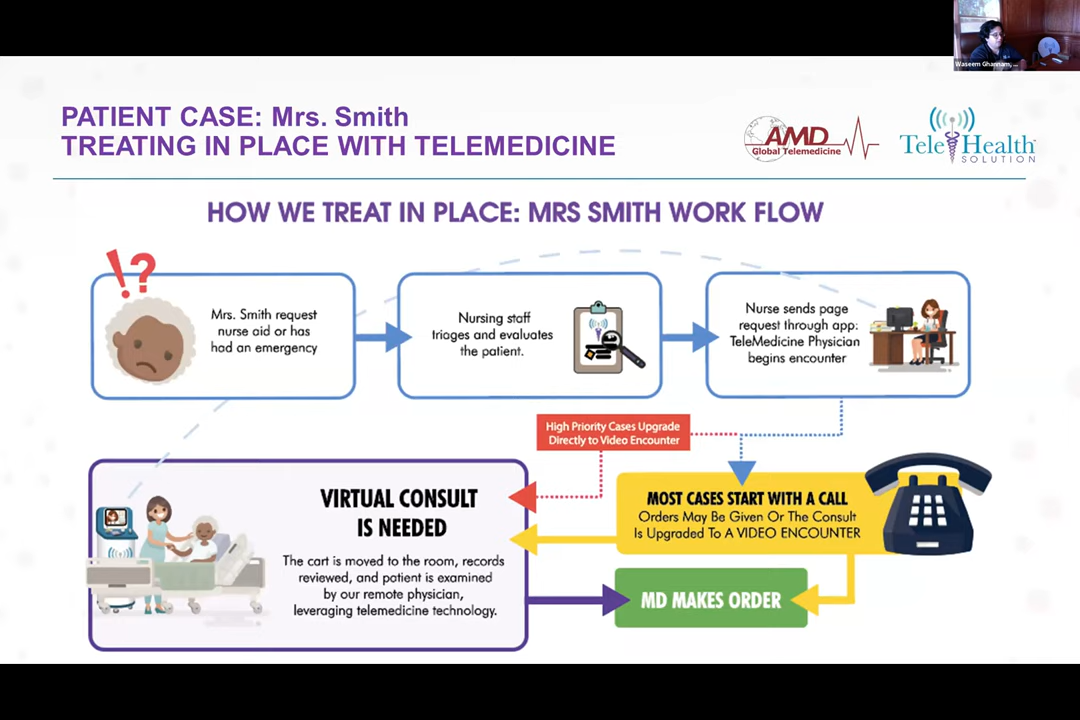 Waseem Ghannam, ...
PATIENT CASE: Mrs. Smith
TREATING IN PLACE WITH TELEMEDICINE
AMD
Global Telemedicine
TeleHealth
SOLUTION
HOW WE TREAT IN PLACE: MRS SMITH WORK FLOW
!?
Mrs. Smith request
nurse aid or has
had an emergency
Nursing staff
triages and evaluates
the patient.
Nurse sends page
request through app:
TeleMedicine Physician
begins encounter
High Priority Cases Upgrade
Directly to Video Encounter
MOST CASES START WITH A CALL
Orders May Be Given Or The Consult
Is Upgraded To A VIDEO ENCOUNTER
VIRTUAL CONSULT
IS NEEDED
The cart is moved to the room, records
reviewed, and patient is examined
by our remote physician,
leveraging telemedicine technology.
MD MAKES ORDER